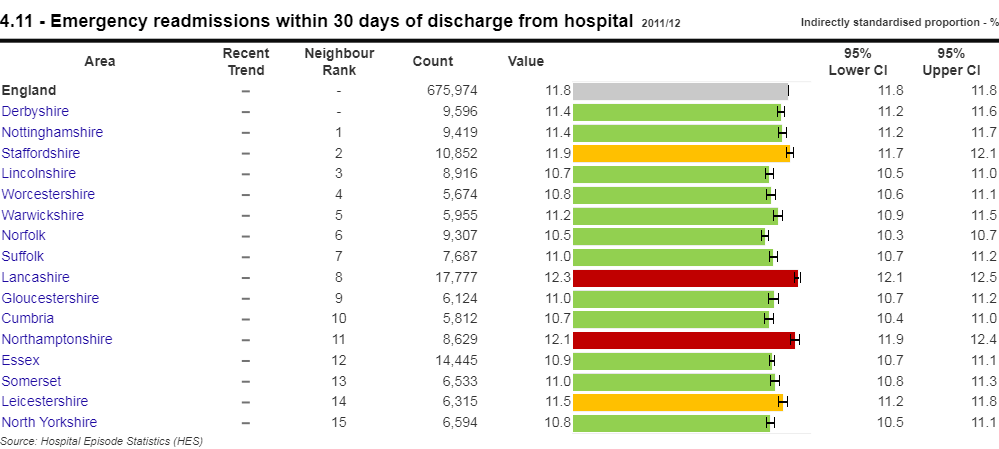 4.11 - Emergency readmissions within 30 days of discharge from hospital 2011/12 Indirectly standardised proportion - %
Area Recent Trend Neighbour Rank Count Value 95% Lower CI 95% Upper CI
England – - 675,974 11.8 11.8 11.8
Derbyshire – - 9,596 11.4 11.2 11.6
Nottinghamshire – 1 9,419 11.4 11.2 11.7
Staffordshire – 2 10,852 11.9 11.7 12.1
Lincolnshire – 3 8,916 10.7 10.5 11.0
Worcestershire – 4 5,674 10.8 10.6 11.1
Warwickshire – 5 5,955 11.2 10.9 11.5
Norfolk – 6 9,307 10.5 10.3 10.7
Suffolk – 7 7,687 11.0 10.7 11.2
Lancashire – 8 17,777 12.3 12.1 12.5
Gloucestershire – 9 6,124 11.0 10.7 11.2
Cumbria – 10 5,812 10.7 10.4 11.0
Northamptonshire – 11 8,629 12.1 11.9 12.4
Essex – 12 14,445 10.9 10.7 11.1
Somerset – 13 6,533 11.0 10.8 11.3
Leicestershire – 14 6,315 11.5 11.2 11.8
North Yorkshire – 15 6,594 10.8 10.5 11.1
Source: Hospital Episode Statistics (HES)